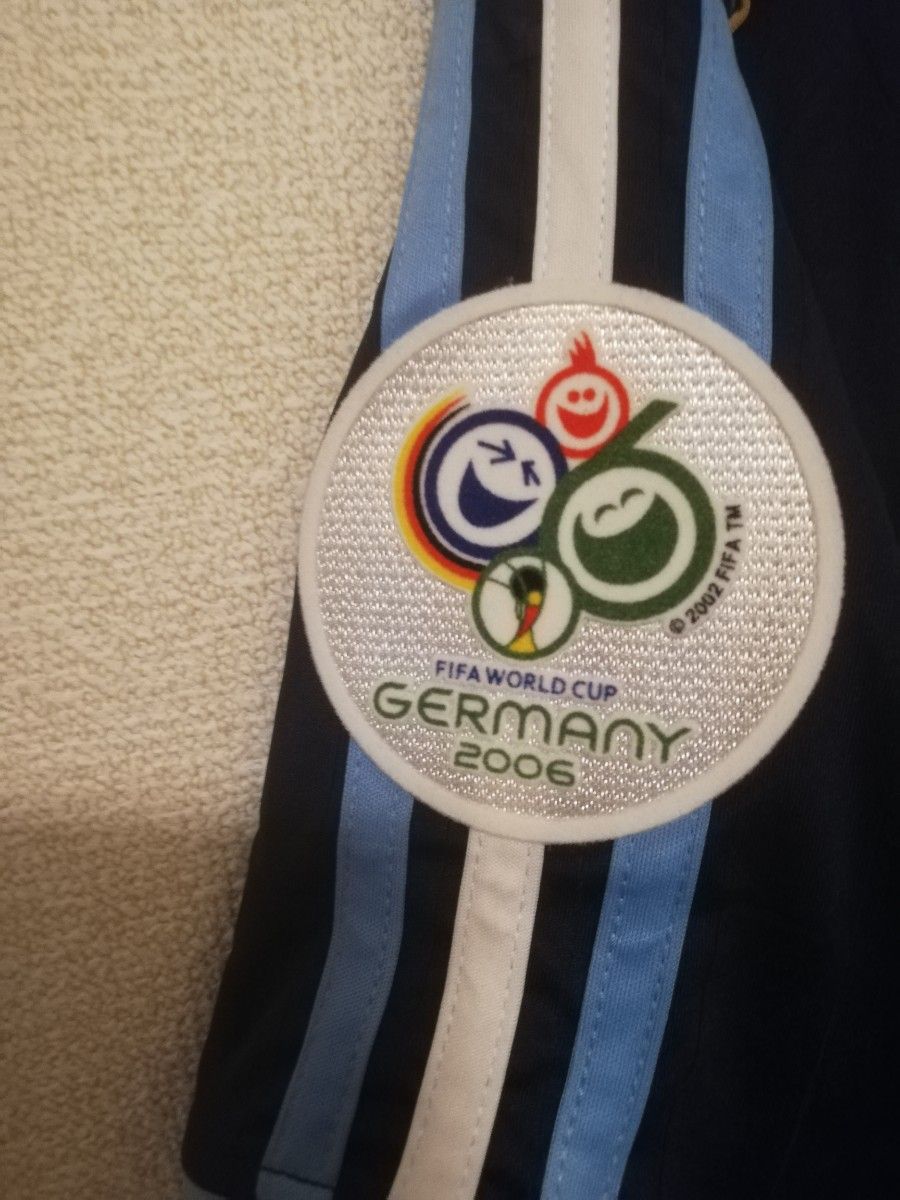 © 2002 FIFA TM
FIFA WORLD CUP
GERMANY
2006